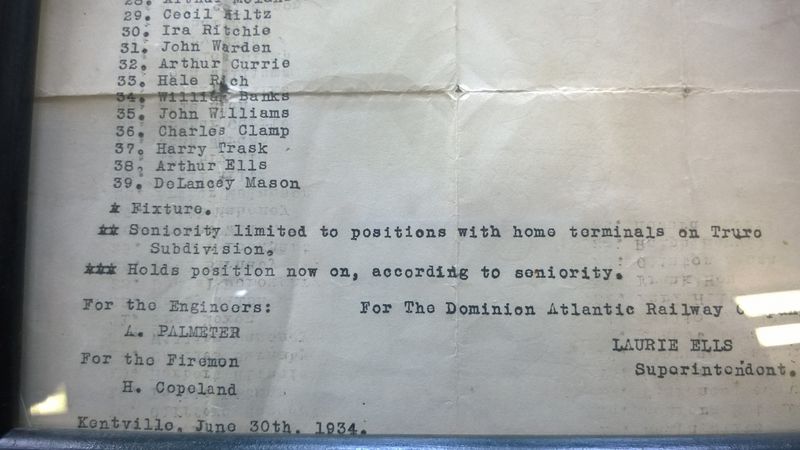 28. Arthur
29. Cecil Hiltz
30. Ira Ritchie
31. John Warden
32. Arthur Currie
33. Hale Rich
34. William Banks
35. John Williams
36. Charles Clamp
37. Harry Trask
38. Arthur Ells
39. DeLancey Mason
* Fixture.
** Seniority limited to positions with home terminals on Truro
Subdivision.
*** Holds position now on, according to seniority.
For the Engineers: For The Dominion Atlantic Railway
A. PALMETER
LAURIE ELLS
For the Firemen
Superintendent.
H. Copeland
Kentville, June 30th. 1934.